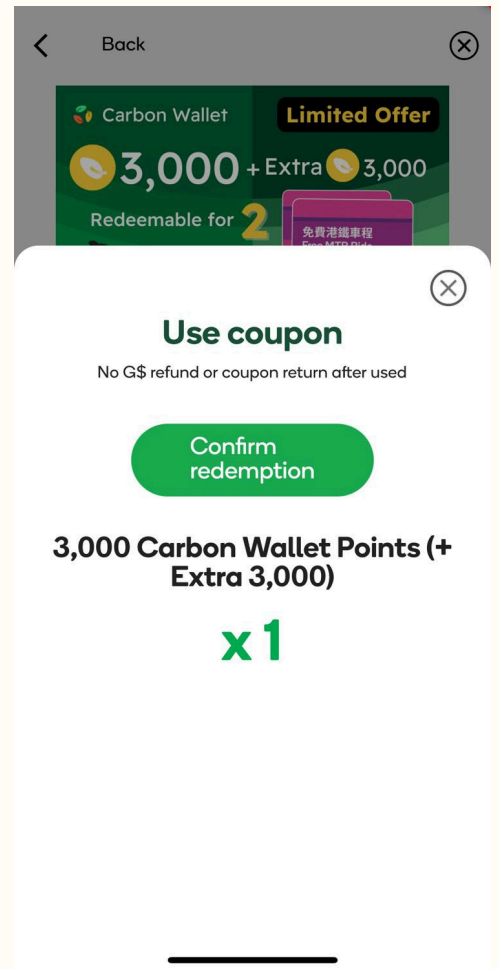 Back
Carbon Wallet
Limited Offer
3,000 + Extra 3,000
Redeemable for 2
免費港鐵車程
Free MTR Ride
Use coupon
No G$ refund or coupon return after used
Confirm
redemption
3,000 Carbon Wallet Points (+
Extra 3,000)
x 1